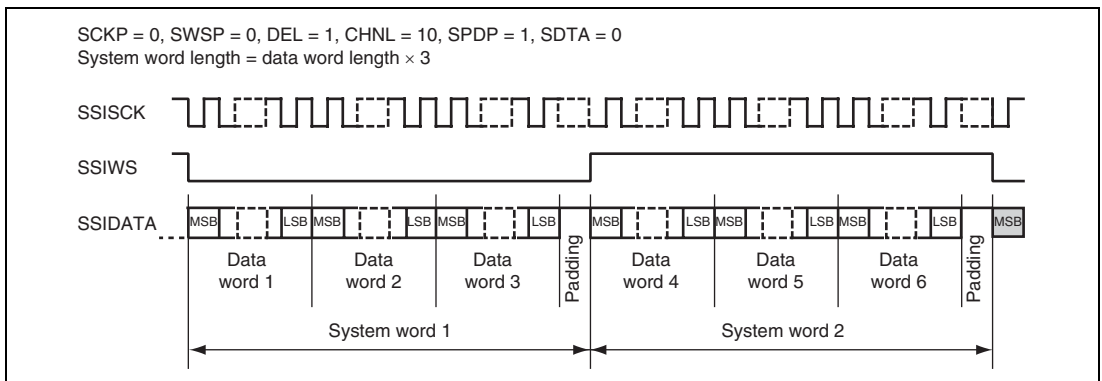 SCKP = 0, SWSP = 0, DEL = 1, CHNL = 10, SPDP = 1, SDTA = 0
System word length = data word length × 3
SSISCK
SSIWS
SSIDATA
MSB LSB MSB LSB MSB LSB MSB LSB MSB LSB MSB LSB MSB
Data word 1
Data word 2
Data word 3
Padding
Data word 4
Data word 5
Data word 6
Padding
System word 1
System word 2